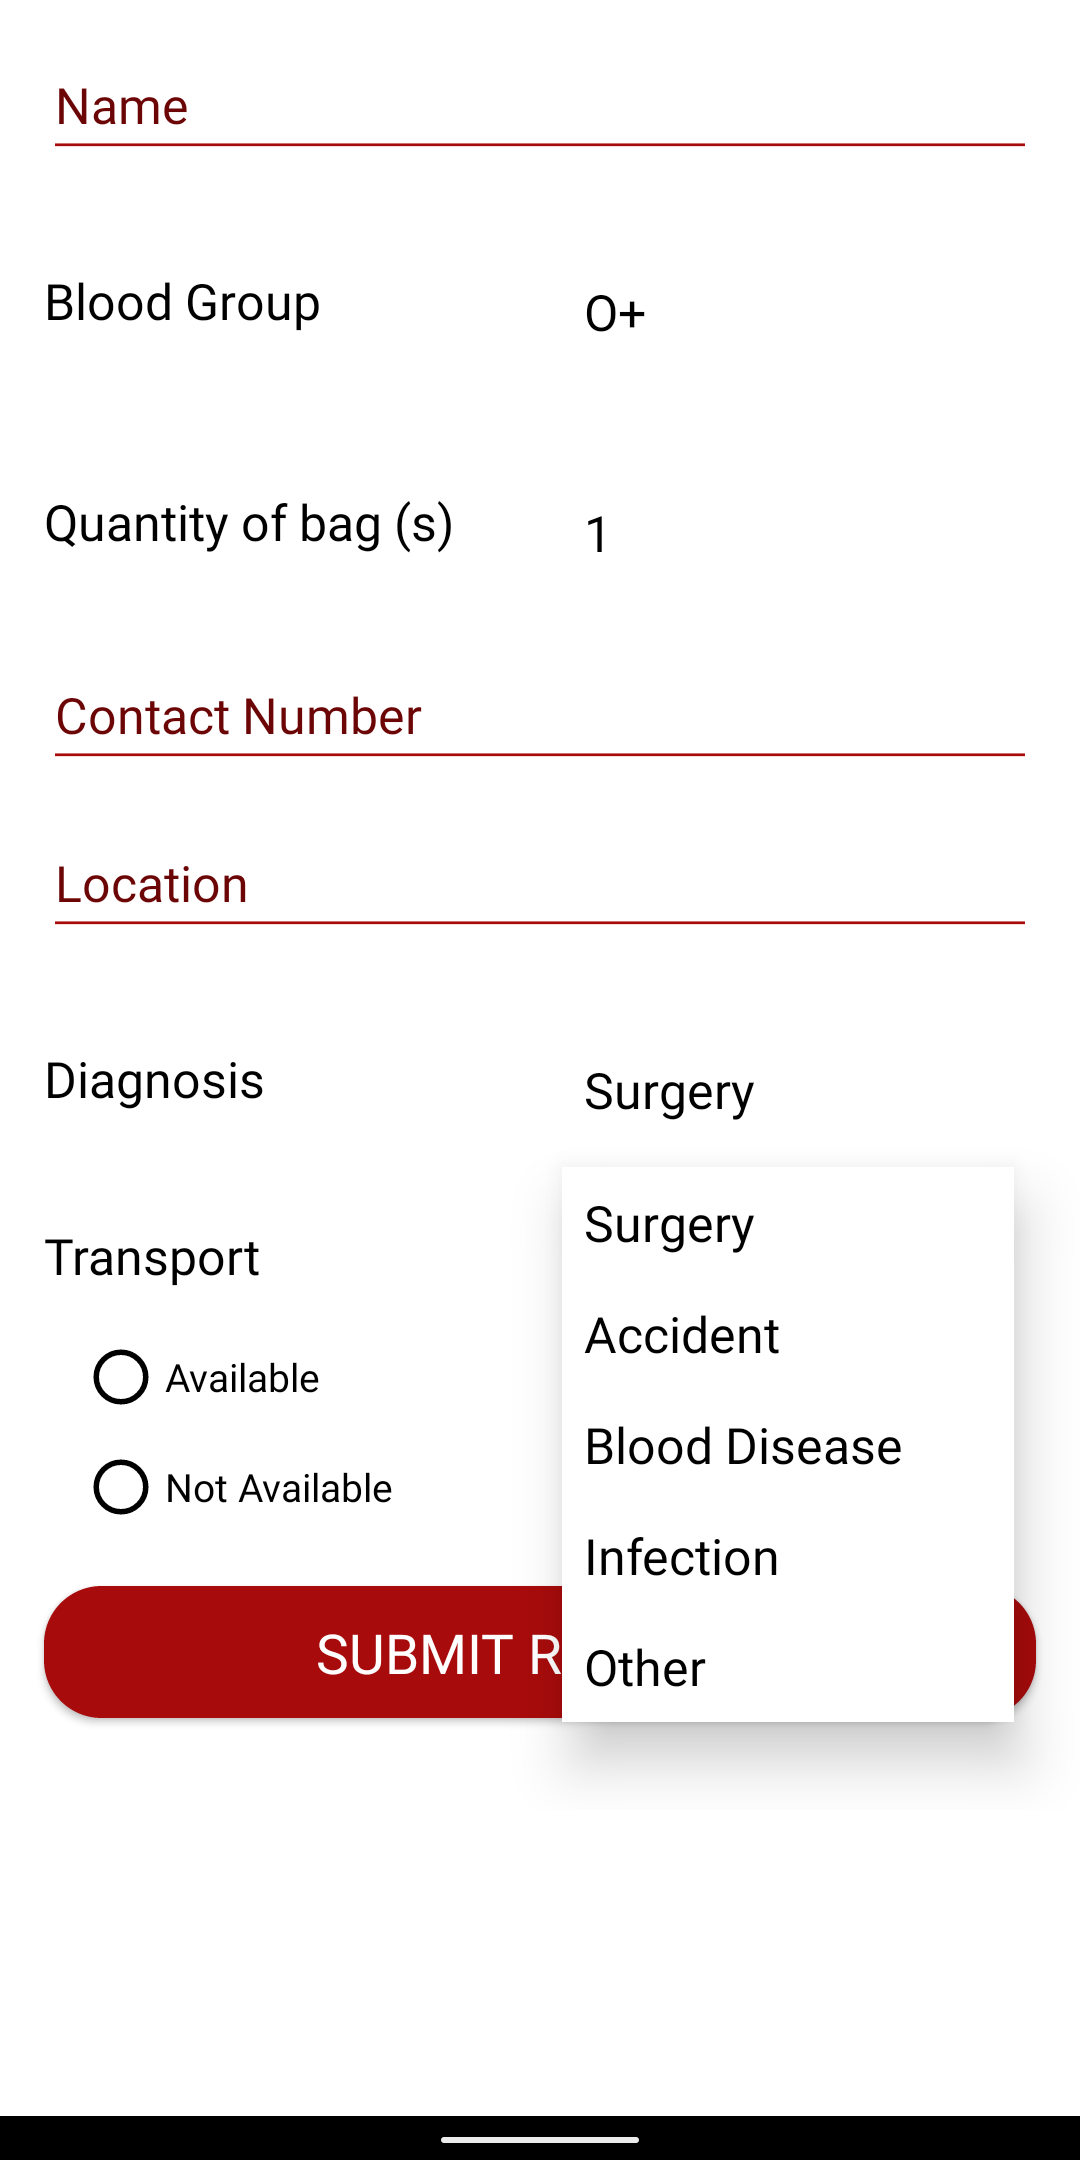 Name
Blood Group
O+
Quantity of bag (s)
1
Contact Number
Location
Diagnosis
Surgery
Surgery
Transport
Accident
Available
Blood Disease
Not Available
Infection
SUBMIT R
Other